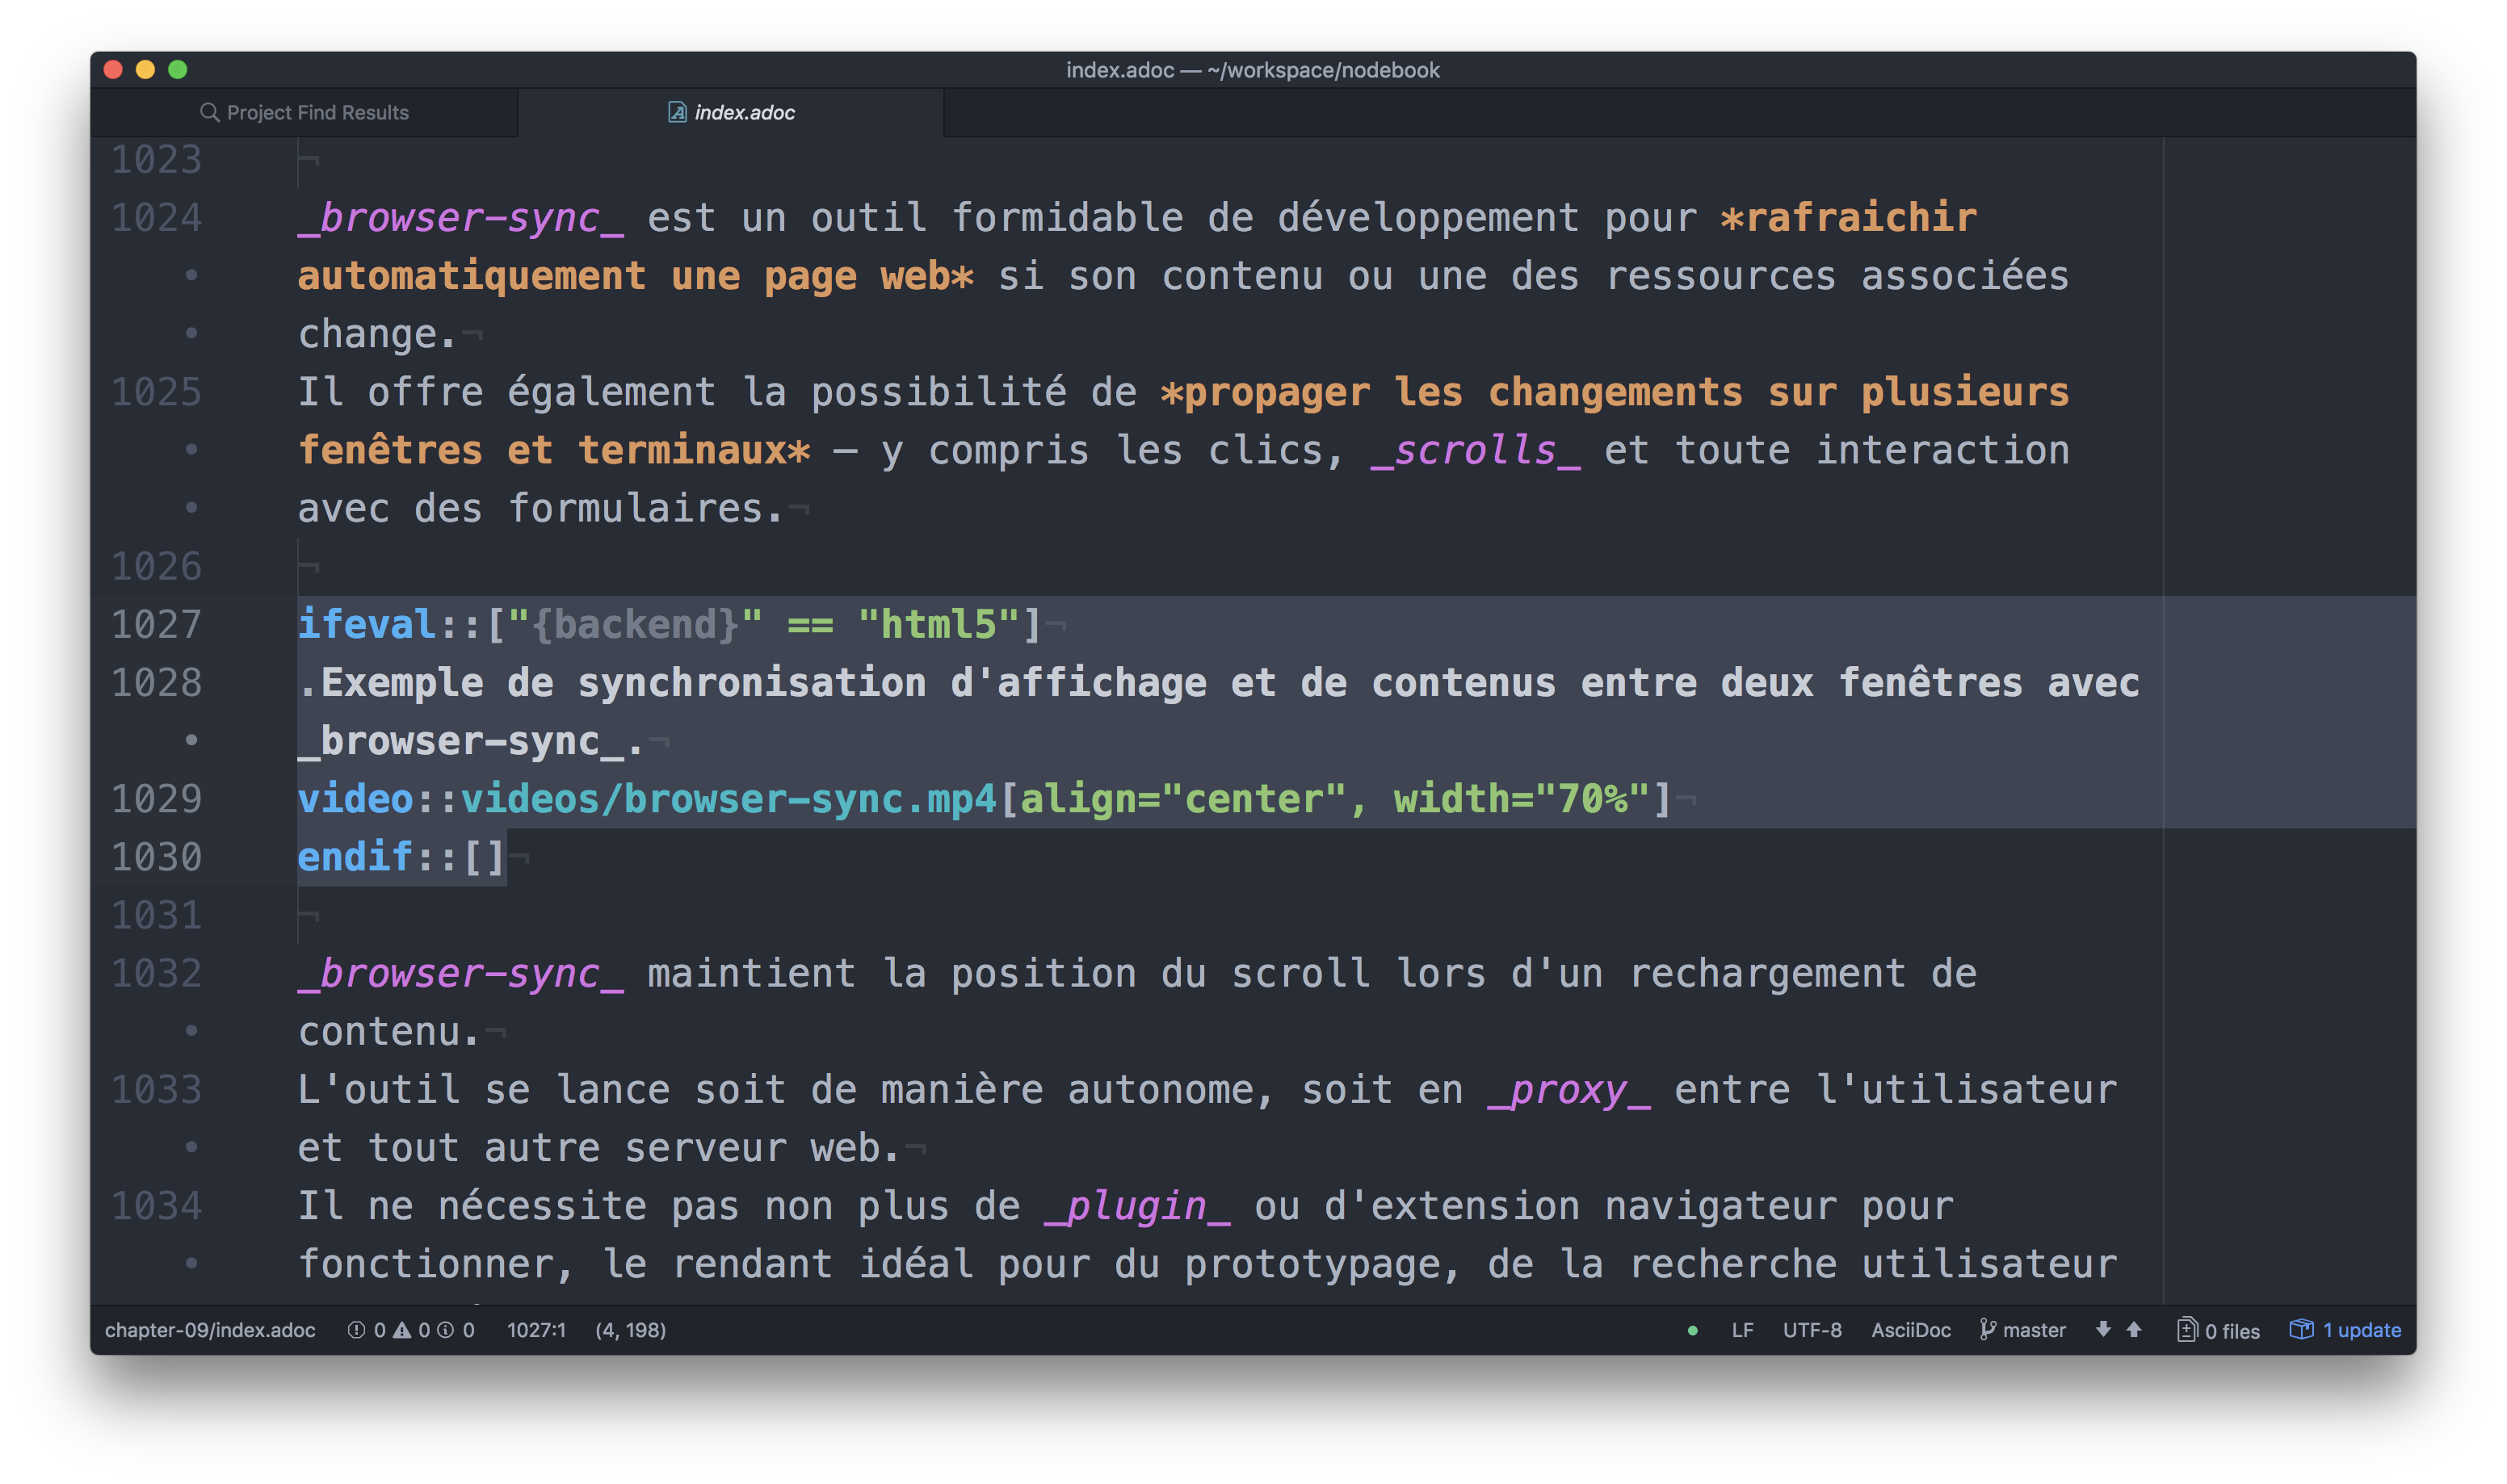 index.adoc — ~/workspace/nodebook
Project Find Results
index.adoc
1023 ¬
1024 _browser-sync_ est un outil formidable de développement pour *rafraichir
• automatiquement une page web* si son contenu ou une des ressources associées
• change.¬
1025 Il offre également la possibilité de *propager les changements sur plusieurs
• fenêtres et terminaux* — y compris les clics, _scrolls_ et toute interaction
• avec des formulaires.¬
1026 ¬
1027 ifeval::["{backend}" == "html5"]¬
1028 .Exemple de synchronisation d'affichage et de contenus entre deux fenêtres avec
• _browser-sync_.¬
1029 video::videos/browser-sync.mp4[align="center", width="70%"]¬
1030 endif::[]¬
1031 ¬
1032 _browser-sync_ maintient la position du scroll lors d'un rechargement de
• contenu.¬
1033 L'outil se lance soit de manière autonome, soit en _proxy_ entre l'utilisateur
• et tout autre serveur web.¬
1034 Il ne nécessite pas non plus de _plugin_ ou d'extension navigateur pour
• fonctionner, le rendant idéal pour du prototypage, de la recherche utilisateur
chapter-09/index.adoc 0 0 0 1027:1 (4, 198) LF UTF-8 AsciiDoc master 0 files 1 update